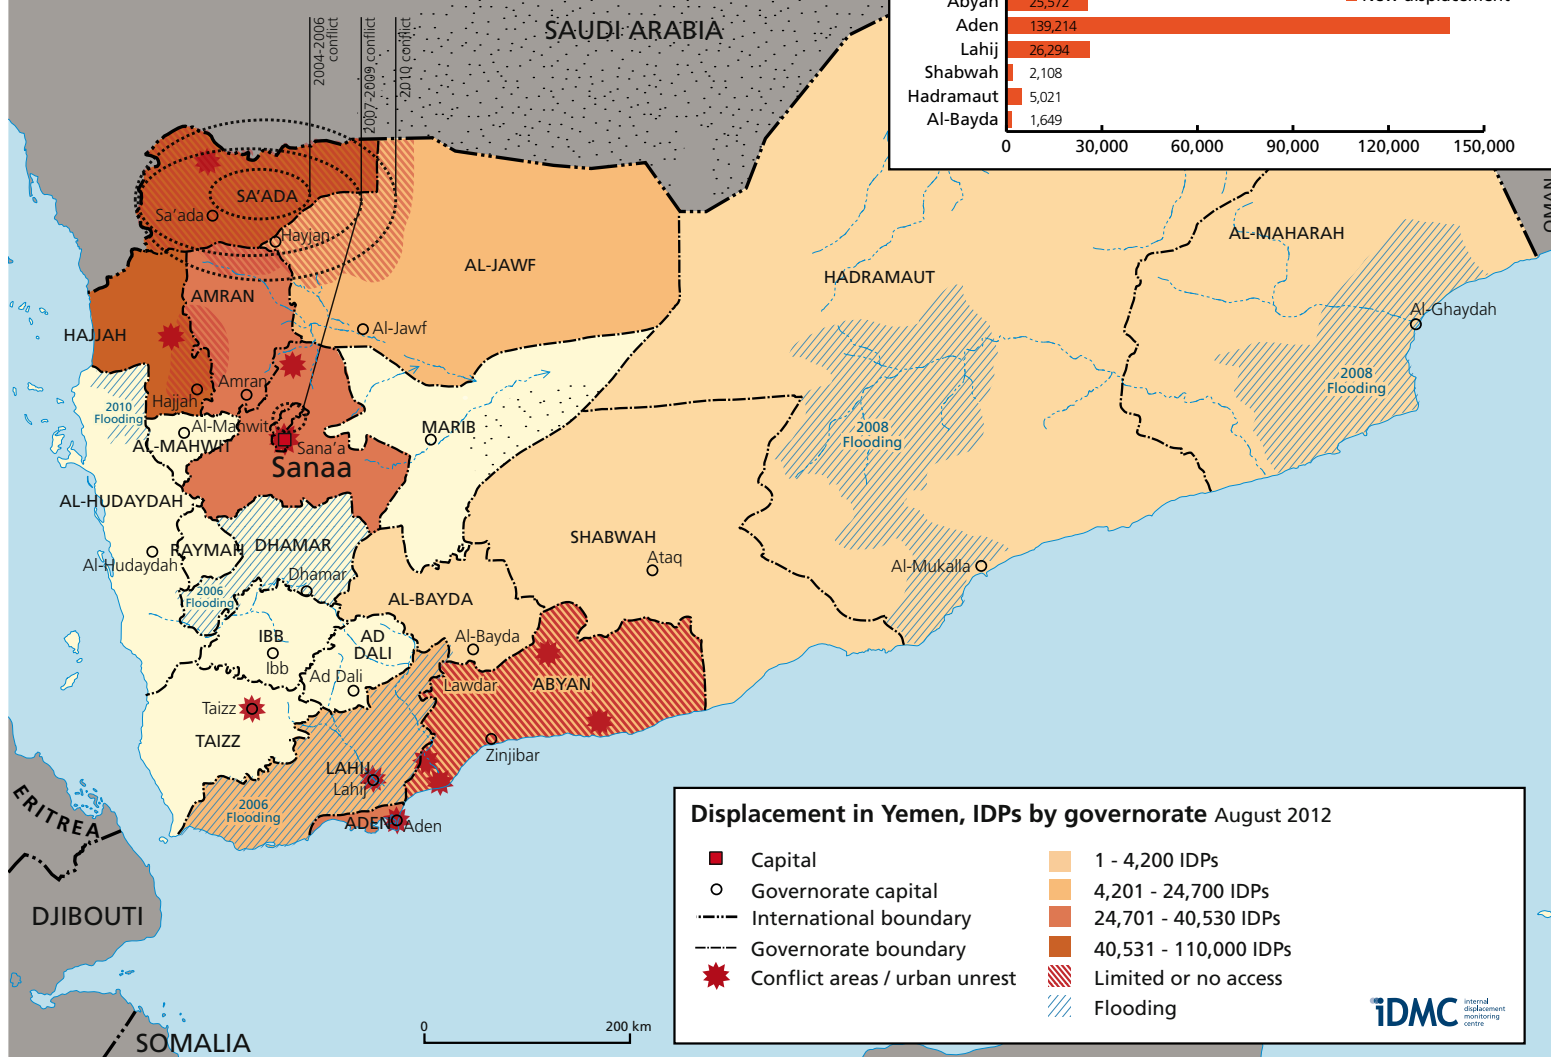 SAUDI ARABIA
2004-2006
conflict
2007-2009 conflict
2010 conflict
Abyan 25,572
New displacement
Aden 139,214
Lahij 26,294
Shabwah 2,108
Hadramaut 5,021
Al-Bayda 1,649
0 30,000 60,000 90,000 120,000 150,000
OMAN
SA'ADA
Sa'ada
Hayjan
AL-JAWF
Al-Jawf
AMRAN
Amran
HAJJAH
Hajjah
2010
Flooding
Al-Mahwit
AL-MAHWIT
Sana'a
Sanaa
MARIB
HADRAMAUT
2008
Flooding
AL-MAHARAH
Al-Ghaydah
2008
Flooding
AL-HUDAYDAH
Al-Hudaydah
RAYMAH
DHAMAR
Dhamar
2006
Flooding
SHABWAH
Ataq
Al-Mukalla
AL-BAYDA
Al-Bayda
IBB
Ibb
AD
DALI
Ad Dali
Lawdar
ABYAN
Zinjibar
Taizz
TAIZZ
LAHIJ
Lahij
2006
Flooding
ADEN
Aden
ERITREA
DJIBOUTI
SOMALIA
0 200 km
Displacement in Yemen, IDPs by governorate August 2012
Capital
Governorate capital
International boundary
Governorate boundary
Conflict areas / urban unrest
1 - 4,200 IDPs
4,201 - 24,700 IDPs
24,701 - 40,530 IDPs
40,531 - 110,000 IDPs
Limited or no access
Flooding
iDMC
internal
displacement
monitoring
centre